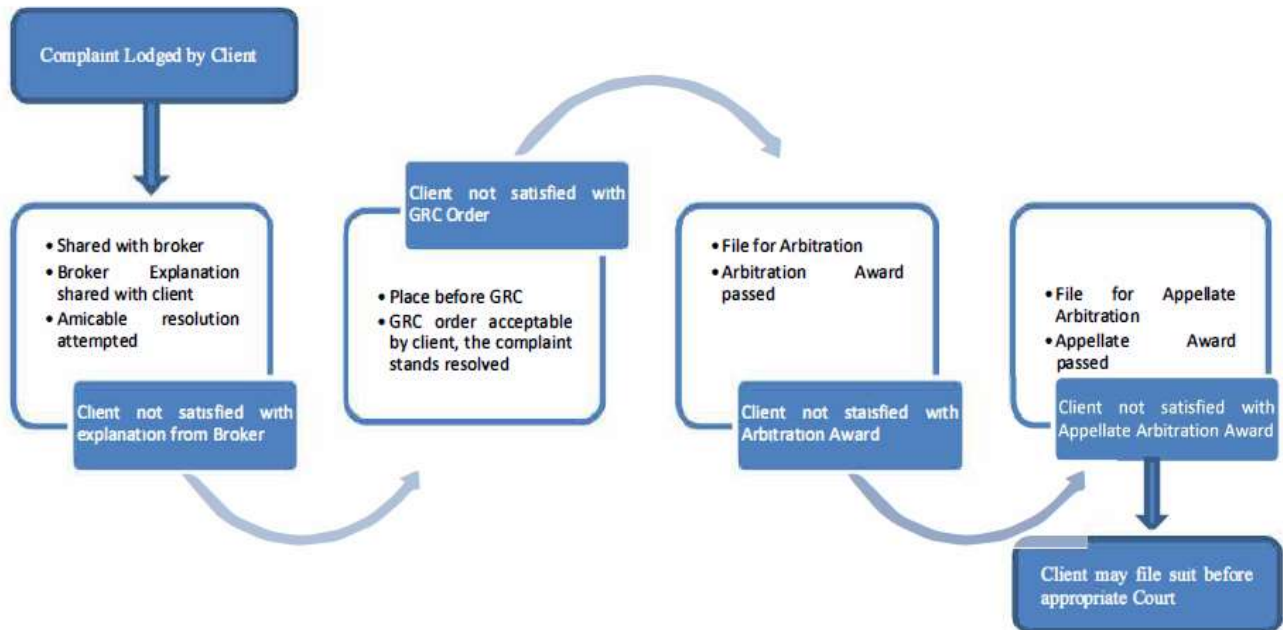 Complaint Lodged by Client
• Shared with broker
• Broker Explanation
shared with client
• Amicable resolution
attempted
Client not satisfied with
explanation from Broker
Client not satisfied with
GRC Order
• Place before GRC
• GRC order acceptable
by client, the complaint
stands resolved
• File for Arbitration
• Arbitration Award
passed
Client not staisfied with
Arbitration Award
• File for Appellate
Arbitration
• Appellate Award
passed
Client not satisfied with
Appellate Arbitration Award
Client may file suit before
appropriate Court